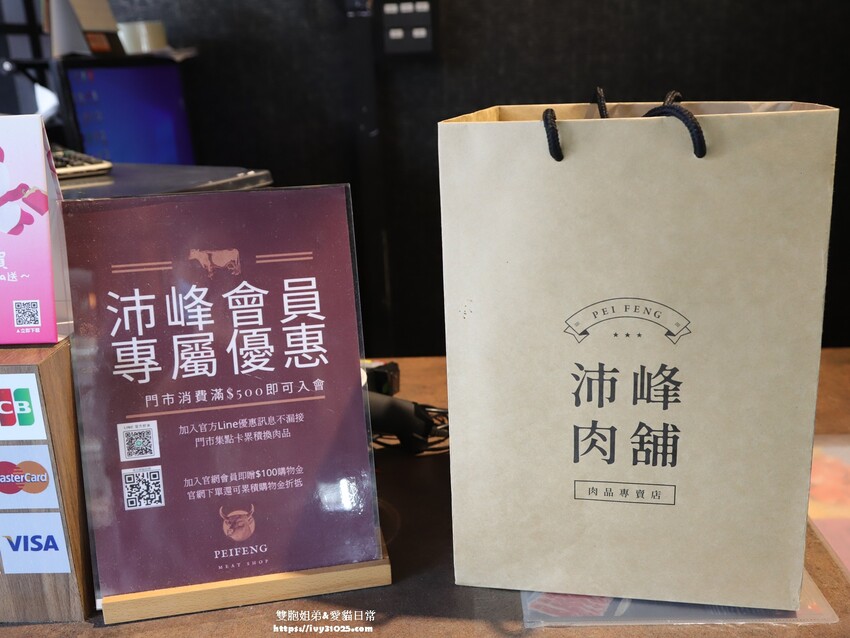 沛峰會員
專屬優惠
門市消費滿$500即可入會
加入官方Line優惠訊息不漏接
門市集點卡累積換肉品
加入官網會員即贈$100購物金
官網下單還可累積購物金折抵
PEIFENG
MEAT SHOP
PEI FENG
沛峰
肉舖
肉品專賣店
CB
MasterCard
VISA
雙胞姐弟&愛貓日常
https://ivy31025.com